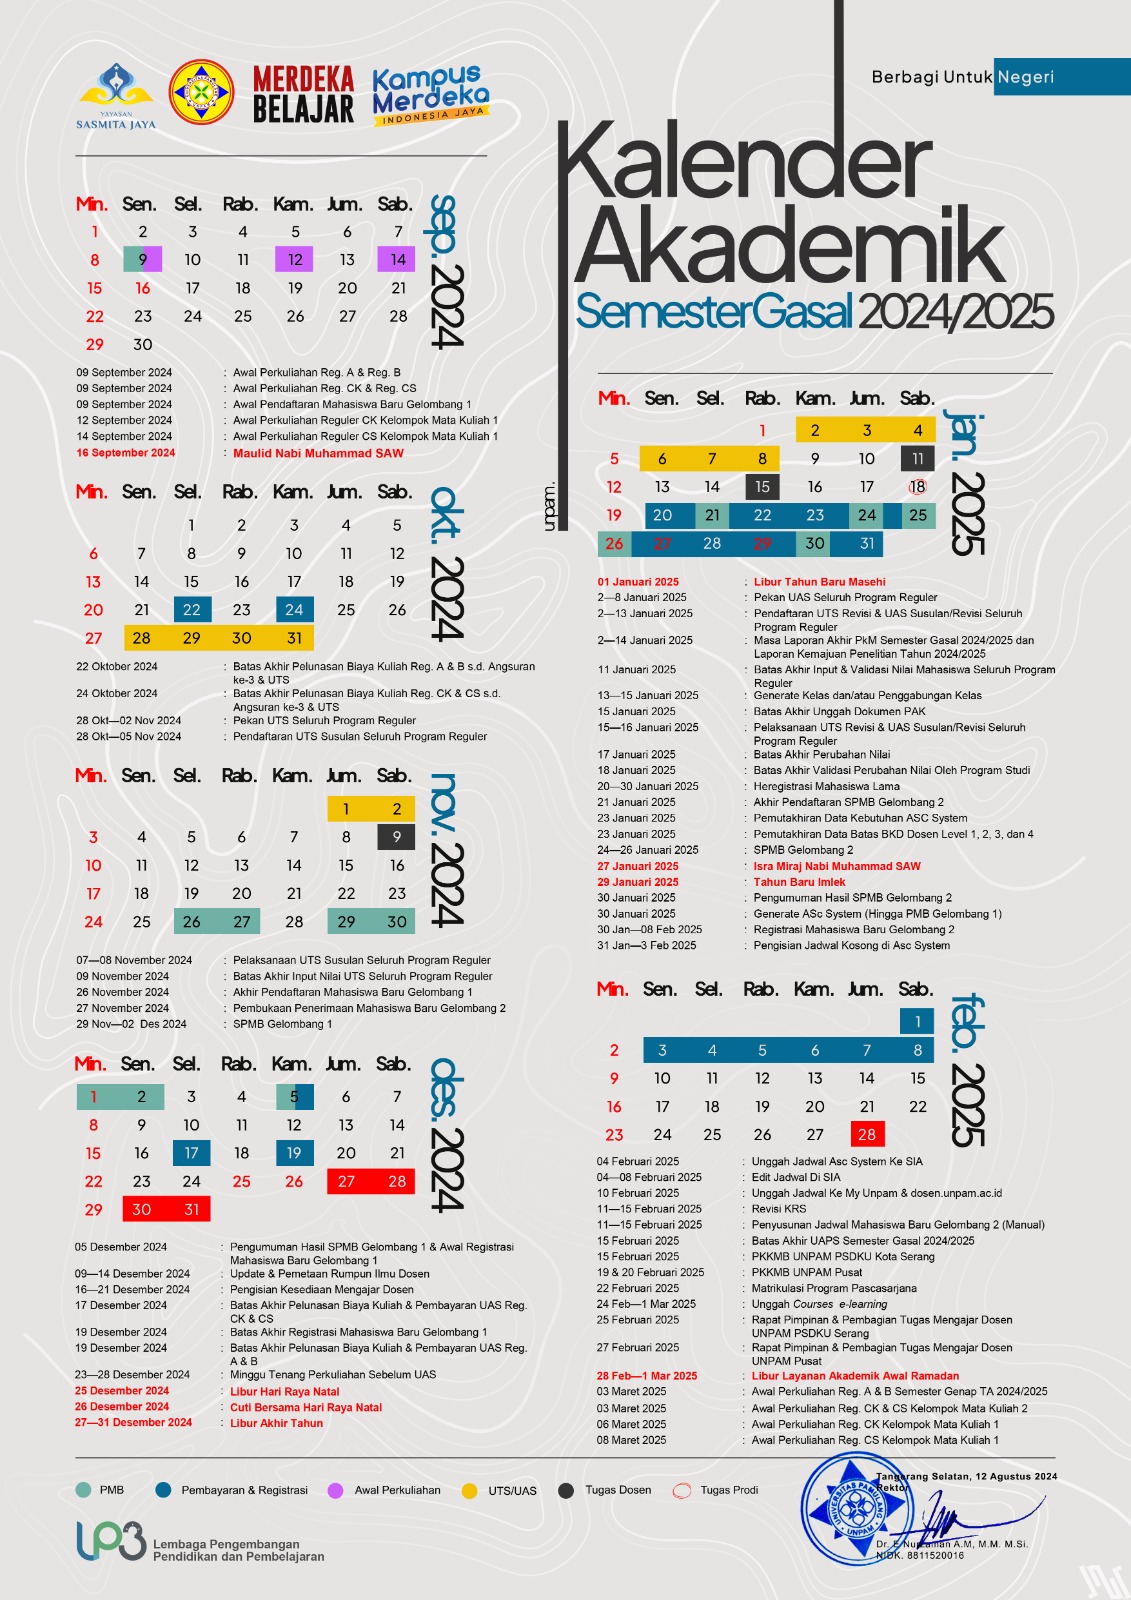 YAYASAN
SASMITA JAYA
MERDEKA
BELAJAR
Kampus
Merdeka
INDONESIA JAYA
Berbagi Untuk Negeri
Kalender
Akademik
Semester Gasal 2024/2025
unpam.
sep. 2024
Min. Sen. Sel. Rab. Kam. Jum. Sab.
1 2 3 4 5 6 7
8 9 10 11 12 13 14
15 16 17 18 19 20 21
22 23 24 25 26 27 28
29 30
09 September 2024 : Awal Perkuliahan Reg. A & Reg. B
09 September 2024 : Awal Perkuliahan Reg. CK & Reg. CS
09 September 2024 : Awal Pendaftaran Mahasiswa Baru Gelombang 1
12 September 2024 : Awal Perkuliahan Reguler CK Kelompok Mata Kuliah 1
14 September 2024 : Awal Perkuliahan Reguler CS Kelompok Mata Kuliah 1
16 September 2024 : Maulid Nabi Muhammad SAW
okt. 2024
Min. Sen. Sel. Rab. Kam. Jum. Sab.
1 2 3 4 5
6 7 8 9 10 11 12
13 14 15 16 17 18 19
20 21 22 23 24 25 26
27 28 29 30 31
22 Oktober 2024 : Batas Akhir Pelunasan Biaya Kuliah Reg. A & B s.d. Angsuran
ke-3 & UTS
24 Oktober 2024 : Batas Akhir Pelunasan Biaya Kuliah Reg. CK & CS s.d.
Angsuran ke-3 & UTS
28 Okt—02 Nov 2024 : Pekan UTS Seluruh Program Reguler
28 Okt—05 Nov 2024 : Pendaftaran UTS Susulan Seluruh Program Reguler
nov. 2024
Min. Sen. Sel. Rab. Kam. Jum. Sab.
1 2
3 4 5 6 7 8 9
10 11 12 13 14 15 16
17 18 19 20 21 22 23
24 25 26 27 28 29 30
07—08 November 2024 : Pelaksanaan UTS Susulan Seluruh Program Reguler
09 November 2024 : Batas Akhir Input Nilai UTS Seluruh Program Reguler
26 November 2024 : Akhir Pendaftaran Mahasiswa Baru Gelombang 1
27 November 2024 : Pembukaan Penerimaan Mahasiswa Baru Gelombang 2
29 Nov—02 Des 2024 : SPMB Gelombang 1
des. 2024
Min. Sen. Sel. Rab. Kam. Jum. Sab.
1 2 3 4 5 6 7
8 9 10 11 12 13 14
15 16 17 18 19 20 21
22 23 24 25 26 27 28
29 30 31
05 Desember 2024 : Pengumuman Hasil SPMB Gelombang 1 & Awal Registrasi
Mahasiswa Baru Gelombang 1
09—14 Desember 2024 : Update & Pemetaan Rumpun Ilmu Dosen
16—21 Desember 2024 : Pengisian Kesediaan Mengajar Dosen
17 Desember 2024 : Batas Akhir Pelunasan Biaya Kuliah & Pembayaran UAS Reg.
CK & CS
19 Desember 2024 : Batas Akhir Registrasi Mahasiswa Baru Gelombang 1
19 Desember 2024 : Batas Akhir Pelunasan Biaya Kuliah & Pembayaran UAS Reg.
A & B
23—28 Desember 2024 : Minggu Tenang Perkuliahan Sebelum UAS
25 Desember 2024 : Libur Hari Raya Natal
26 Desember 2024 : Cuti Bersama Hari Raya Natal
27—31 Desember 2024 : Libur Akhir Tahun
jan. 2025
Min. Sen. Sel. Rab. Kam. Jum. Sab.
1 2 3 4
5 6 7 8 9 10 11
12 13 14 15 16 17 18
19 20 21 22 23 24 25
26 27 28 29 30 31
01 Januari 2025 : Libur Tahun Baru Masehi
2—8 Januari 2025 : Pekan UAS Seluruh Program Reguler
2—13 Januari 2025 : Pendaftaran UTS Revisi & UAS Susulan/Revisi Seluruh
Program Reguler
2—14 Januari 2025 : Masa Laporan Akhir PkM Semester Gasal 2024/2025 dan
Laporan Kemajuan Penelitian Tahun 2024/2025
11 Januari 2025 : Batas Akhir Input & Validasi Nilai Mahasiswa Seluruh Program
Reguler
13—15 Januari 2025 : Generate Kelas dan/atau Penggabungan Kelas
15 Januari 2025 : Batas Akhir Unggah Dokumen PAK
15—16 Januari 2025 : Pelaksanaan UTS Revisi & UAS Susulan/Revisi Seluruh
Program Reguler
17 Januari 2025 : Batas Akhir Perubahan Nilai
18 Januari 2025 : Batas Akhir Validasi Perubahan Nilai Oleh Program Studi
20—30 Januari 2025 : Heregistrasi Mahasiswa Lama
21 Januari 2025 : Akhir Pendaftaran SPMB Gelombang 2
23 Januari 2025 : Pemutakhiran Data Kebutuhan ASC System
23 Januari 2025 : Pemutakhiran Data Batas BKD Dosen Level 1, 2, 3, dan 4
24—26 Januari 2025 : SPMB Gelombang 2
27 Januari 2025 : Isra Miraj Nabi Muhammad SAW
29 Januari 2025 : Tahun Baru Imlek
30 Januari 2025 : Pengumuman Hasil SPMB Gelombang 2
30 Januari 2025 : Generate ASc System (Hingga PMB Gelombang 1)
30 Jan—08 Feb 2025 : Registrasi Mahasiswa Baru Gelombang 2
31 Jan—3 Feb 2025 : Pengisian Jadwal Kosong di Asc System
feb. 2025
Min. Sen. Sel. Rab. Kam. Jum. Sab.
1
2 3 4 5 6 7 8
9 10 11 12 13 14 15
16 17 18 19 20 21 22
23 24 25 26 27 28
04 Februari 2025 : Unggah Jadwal Asc System Ke SIA
04—08 Februari 2025 : Edit Jadwal Di SIA
10 Februari 2025 : Unggah Jadwal Ke My Unpam & dosen.unpam.ac.id
11—15 Februari 2025 : Revisi KRS
11—15 Februari 2025 : Penyusunan Jadwal Mahasiswa Baru Gelombang 2 (Manual)
15 Februari 2025 : Batas Akhir UAPS Semester Gasal 2024/2025
15 Februari 2025 : PKKMB UNPAM PSDKU Kota Serang
19 & 20 Februari 2025 : PKKMB UNPAM Pusat
22 Februari 2025 : Matrikulasi Program Pascasarjana
24 Feb—1 Mar 2025 : Unggah Courses e-learning
25 Februari 2025 : Rapat Pimpinan & Pembagian Tugas Mengajar Dosen
UNPAM PSDKU Serang
27 Februari 2025 : Rapat Pimpinan & Pembagian Tugas Mengajar Dosen
UNPAM Pusat
28 Feb—1 Mar 2025 : Libur Layanan Akademik Awal Ramadan
03 Maret 2025 : Awal Perkuliahan Reg. A & B Semester Genap TA 2024/2025
03 Maret 2025 : Awal Perkuliahan Reg. CK & CS Kelompok Mata Kuliah 2
06 Maret 2025 : Awal Perkuliahan Reg. CK Kelompok Mata Kuliah 1
08 Maret 2025 : Awal Perkuliahan Reg. CS Kelompok Mata Kuliah 1
PMB Pembayaran & Registrasi Awal Perkuliahan UTS/UAS Tugas Dosen Tugas Prodi
LP3 Lembaga Pengembangan
Pendidikan dan Pembelajaran
Tangerang Selatan, 12 Agustus 2024
Rektor
UNIVERSITAS PAMULANG
UNPAM
Dr. E Nurzaman A.M, M.M. M.Si.
NIDK. 8811520016